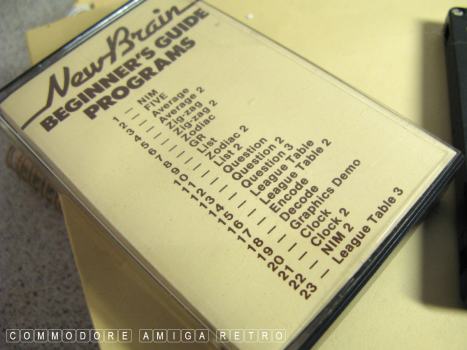 NewBrain
BEGINNER'S GUIDE
PROGRAMS
1 — NIM
2 — FIVE
3 — Average
4 — Average 2
5 — Zig-zag
6 — Zig-zag 2
7 — Zodiac
8 — GR
9 — List
10 — Zodiac 2
11 — List 2
12 — Question
13 — Question 2
14 — Question 3
15 — League Table
16 — League Table 2
17 — Encode
18 — Decode
19 — Graphics Demo
20 — Clock
21 — Clock 2
22 — NIM 2
23 — League Table 3
COMMODORE AMIGA RETRO